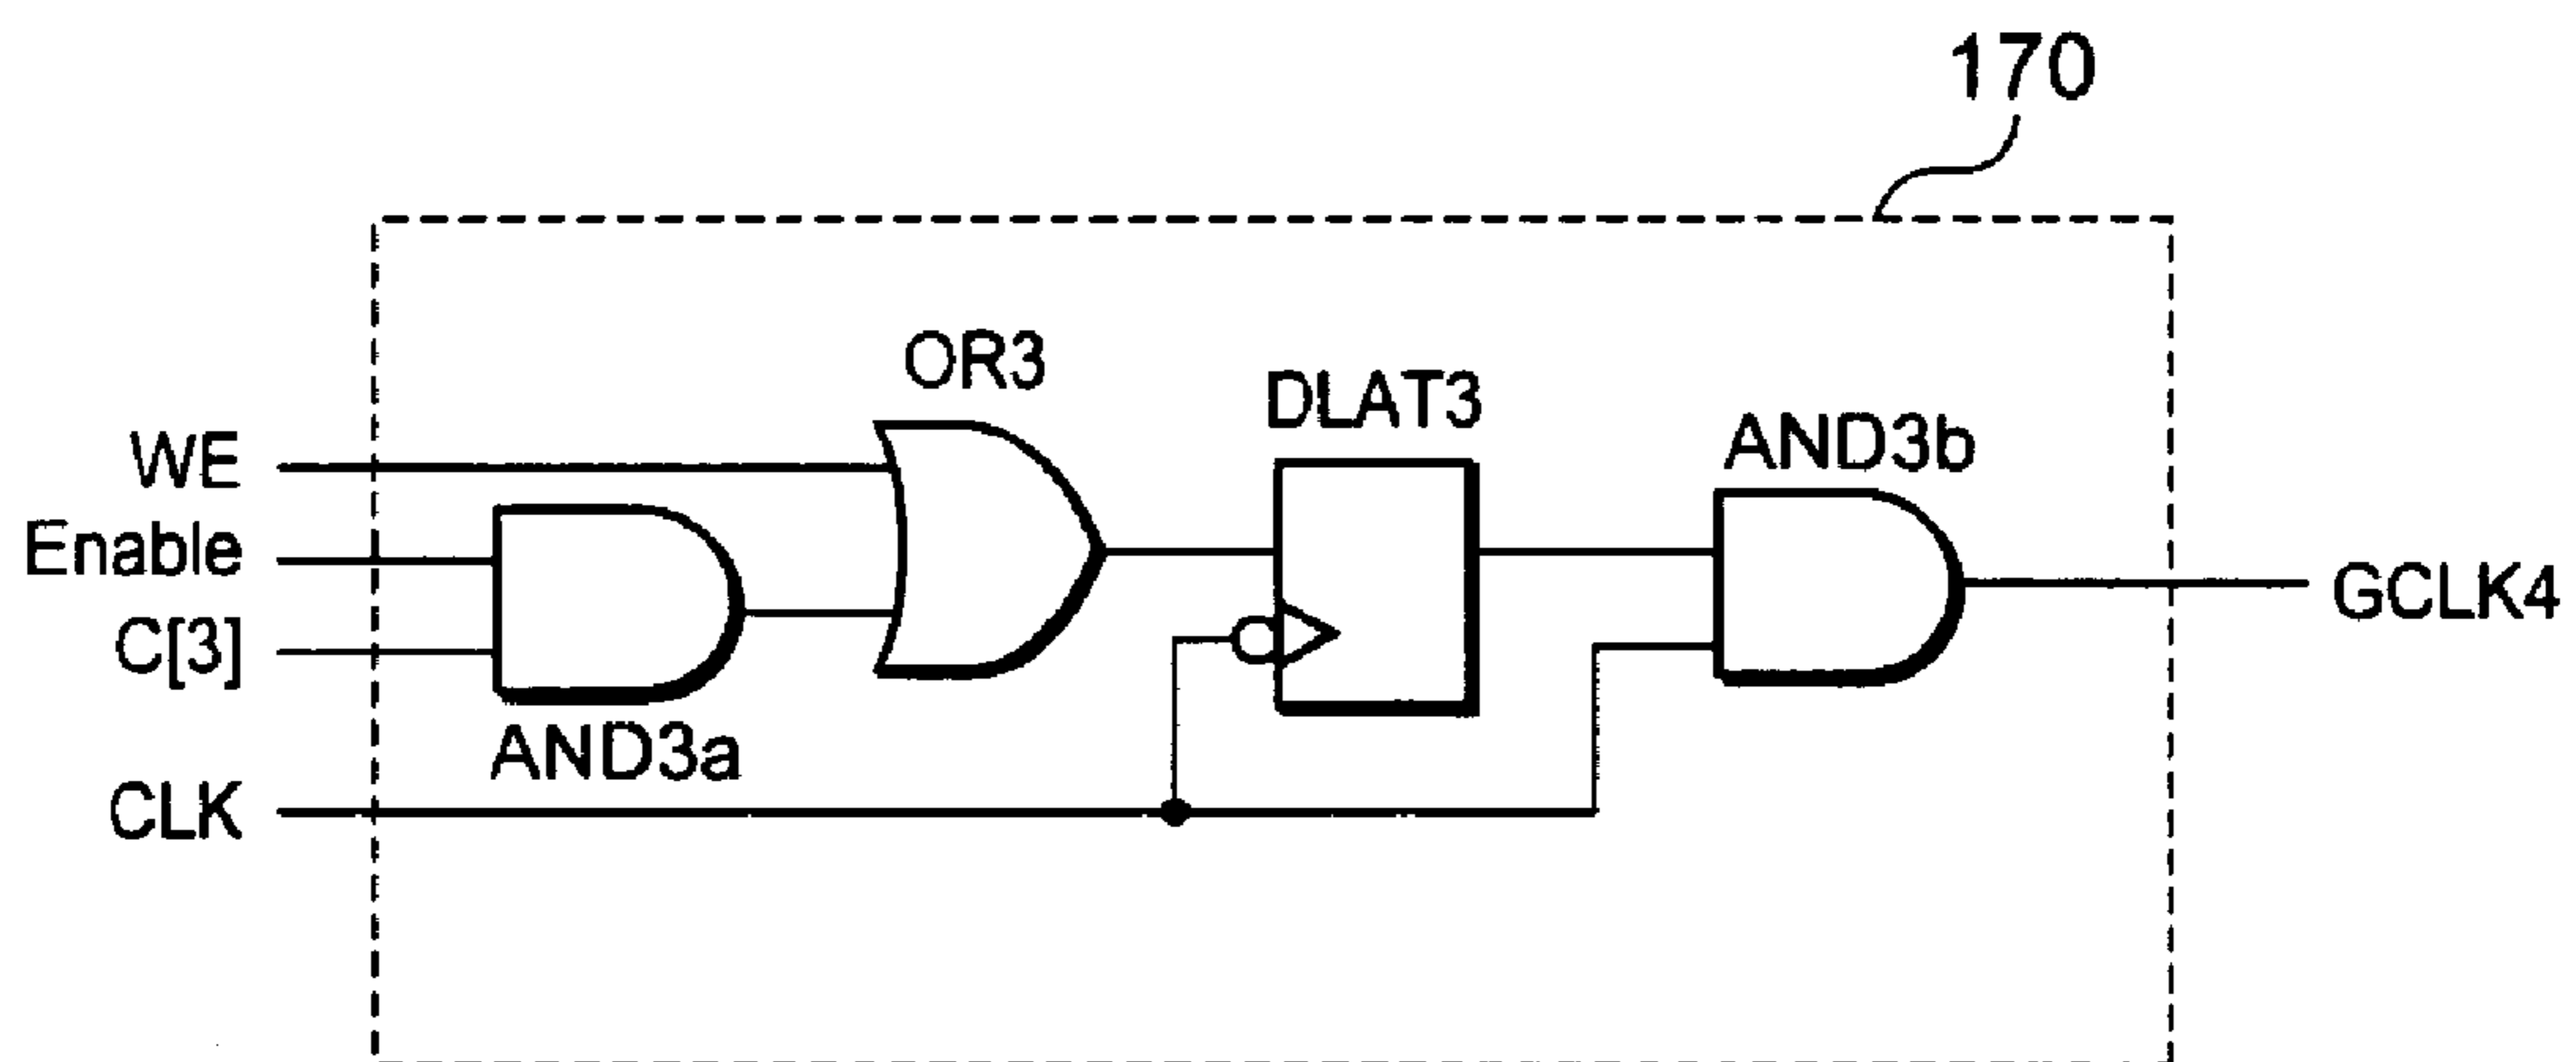 170
OR3
DLAT3
AND3b
WE
Enable
C[3]
GCLK4
AND3a
CLK